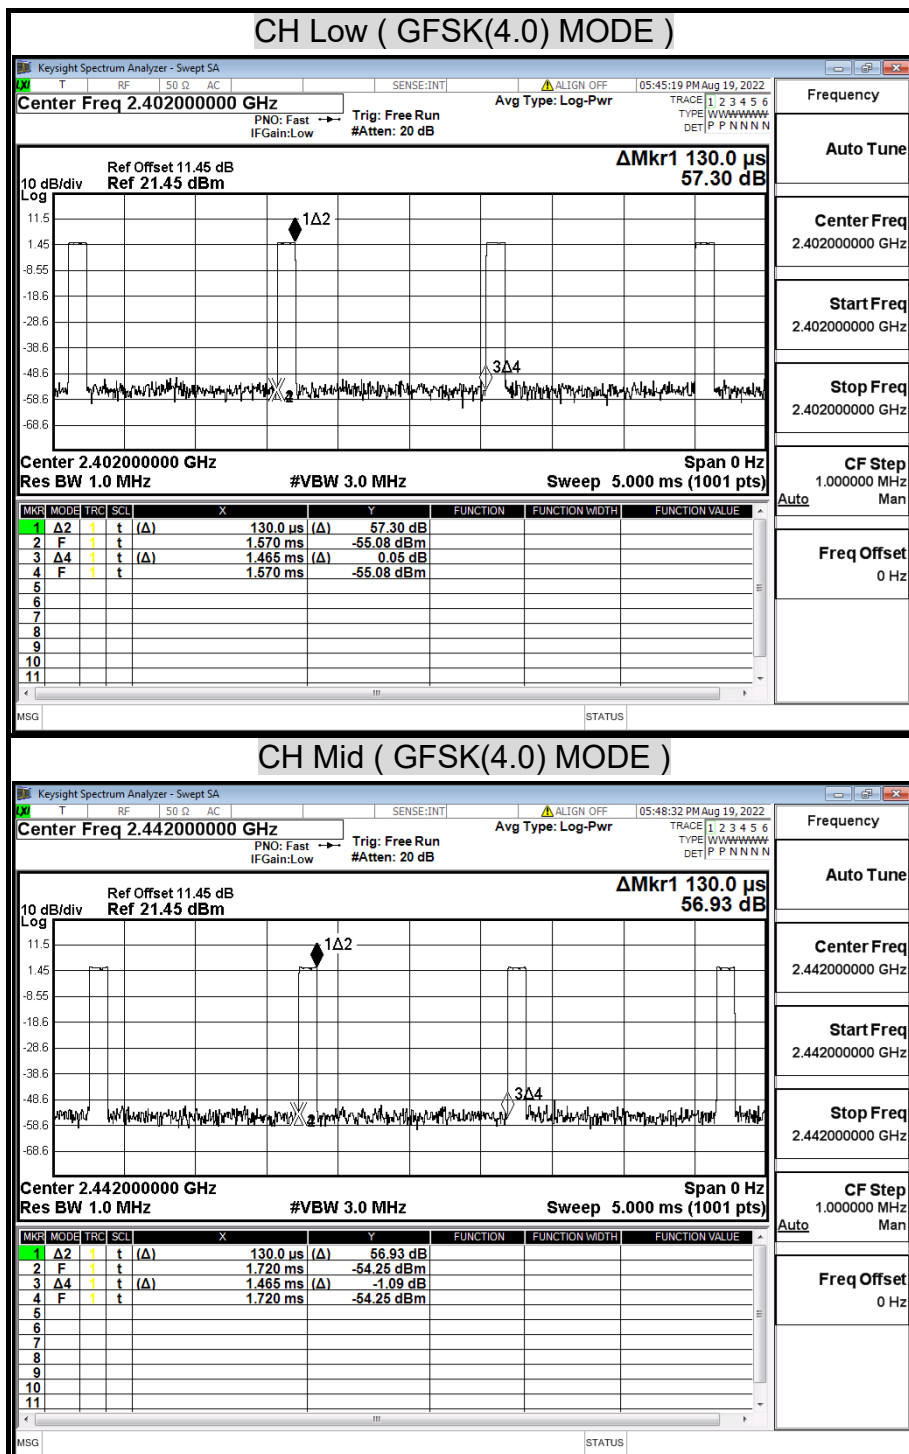 CH Low ( GFSK(4.0) MODE )
Keysight Spectrum Analyzer - Swept SA
LXI T RF 50 Ω AC SENSE:INT ALIGN OFF 05:45:19 PM Aug 19, 2022
Center Freq 2.402000000 GHz
PNO: Fast
IFGain:Low
Trig: Free Run
#Atten: 20 dB
Avg Type: Log-Pwr
TRACE 1 2 3 4 5 6
TYPE WWWWWW
DET P P N N N N
ΔMkr1 130.0 µs
57.30 dB
Ref Offset 11.45 dB
10 dB/div Ref 21.45 dBm
Log
11.5
1.45
-8.55
-18.6
-28.6
-38.6
-48.6
-58.6
-68.6
1Δ2
3Δ4
Center 2.402000000 GHz Span 0 Hz
Res BW 1.0 MHz #VBW 3.0 MHz Sweep 5.000 ms (1001 pts)
MKR MODE TRC SCL X Y FUNCTION FUNCTION WIDTH FUNCTION VALUE
1 Δ2 1 t (Δ) 130.0 µs (Δ) 57.30 dB
2 F 1 t 1.570 ms -55.08 dBm
3 Δ4 1 t (Δ) 1.465 ms (Δ) 0.05 dB
4 F 1 t 1.570 ms -55.08 dBm
5
6
7
8
9
10
11
MSG STATUS
Frequency
Auto Tune
Center Freq
2.402000000 GHz
Start Freq
2.402000000 GHz
Stop Freq
2.402000000 GHz
CF Step
1.000000 MHz
Auto Man
Freq Offset
0 Hz
CH Mid ( GFSK(4.0) MODE )
Keysight Spectrum Analyzer - Swept SA
LXI T RF 50 Ω AC SENSE:INT ALIGN OFF 05:48:32 PM Aug 19, 2022
Center Freq 2.442000000 GHz
PNO: Fast
IFGain:Low
Trig: Free Run
#Atten: 20 dB
Avg Type: Log-Pwr
TRACE 1 2 3 4 5 6
TYPE WWWWWW
DET P P N N N N
ΔMkr1 130.0 µs
56.93 dB
Ref Offset 11.45 dB
10 dB/div Ref 21.45 dBm
Log
11.5
1.45
-8.55
-18.6
-28.6
-38.6
-48.6
-58.6
-68.6
1Δ2
3Δ4
Center 2.442000000 GHz Span 0 Hz
Res BW 1.0 MHz #VBW 3.0 MHz Sweep 5.000 ms (1001 pts)
MKR MODE TRC SCL X Y FUNCTION FUNCTION WIDTH FUNCTION VALUE
1 Δ2 1 t (Δ) 130.0 µs (Δ) 56.93 dB
2 F 1 t 1.720 ms -54.25 dBm
3 Δ4 1 t (Δ) 1.465 ms (Δ) -1.09 dB
4 F 1 t 1.720 ms -54.25 dBm
5
6
7
8
9
10
11
MSG STATUS
Frequency
Auto Tune
Center Freq
2.442000000 GHz
Start Freq
2.442000000 GHz
Stop Freq
2.442000000 GHz
CF Step
1.000000 MHz
Auto Man
Freq Offset
0 Hz